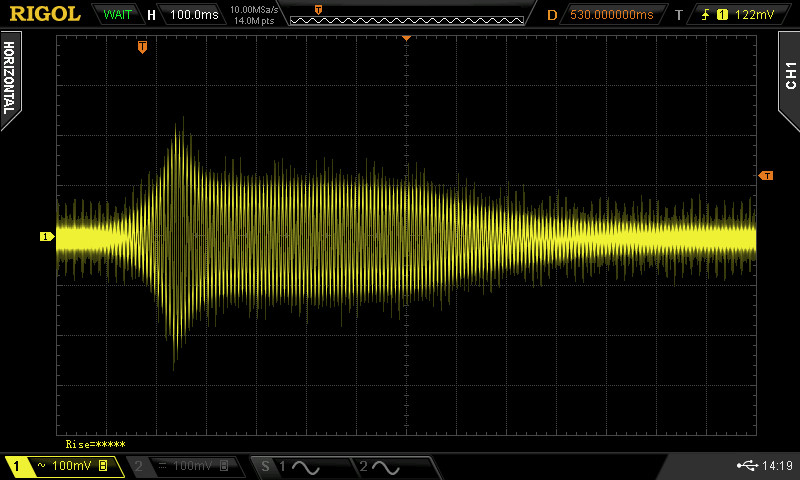 RIGOL WAIT H 100.0ms 10.00MSa/s 14.0M pts T D 530.000000ms T 1 122mV
HORIZONTAL
T
CH1
T
1
Rise=*****
1 ~ 100mV B 2 100mV B S 1 2 14:19